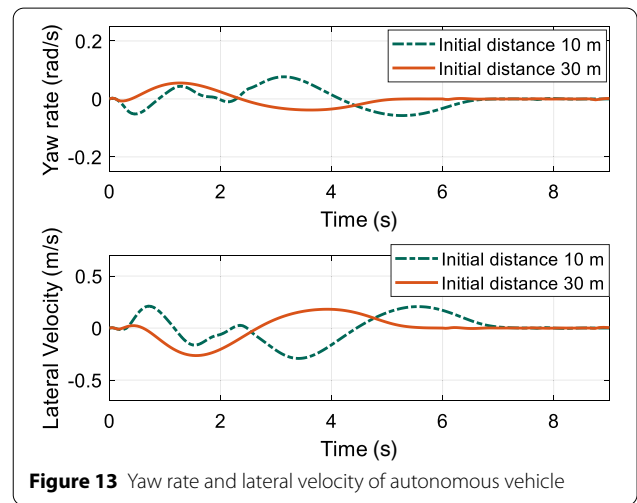 Yaw rate (rad/s)
0.2
0
-0.2
Initial distance 10 m
Initial distance 30 m
0 2 4 6 8
Time (s)
Lateral Velocity (m/s)
0.5
0
-0.5
Initial distance 10 m
Initial distance 30 m
0 2 4 6 8
Time (s)
Figure 13 Yaw rate and lateral velocity of autonomous vehicle